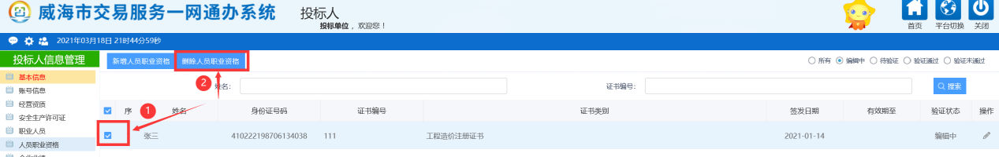 威海市交易服务一网通办系统 投标人
投标单位，欢迎您！
首页 平台切换 关闭
2021年03月18日 21时44分59秒
投标人信息管理
新增人员职业资格 删除人员职业资格
所有 编辑中 待验证 验证通过 验证未通过
基本信息
账号信息
经营资质
安全生产许可证
职业人员
人员职业资格
2
姓名： 证书编号： 搜索
序 1 姓名 身份证号码 证书编号 证书类别 签发日期 有效期至 验证状态 操作
张三 410222198706134038 111 工程造价注册证书 2021-01-14 编辑中